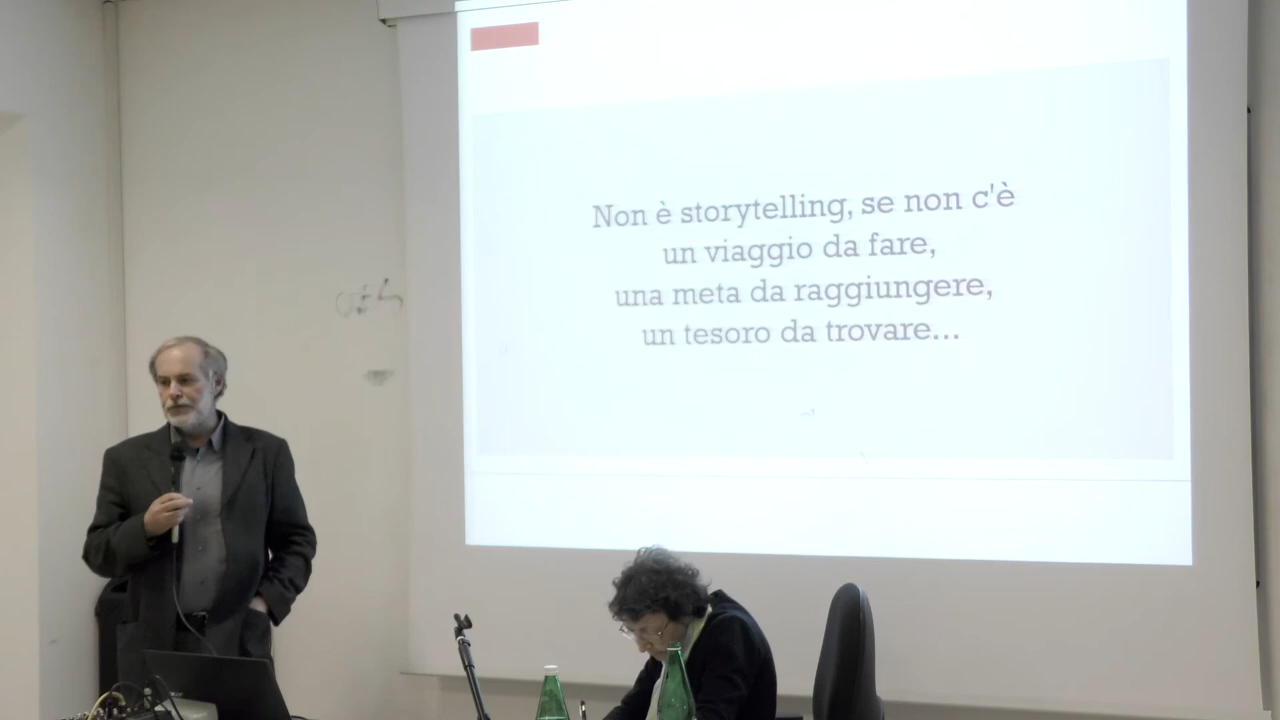 Non è storytelling, se non c'è
un viaggio da fare,
una meta da raggiungere,
un tesoro da trovare...